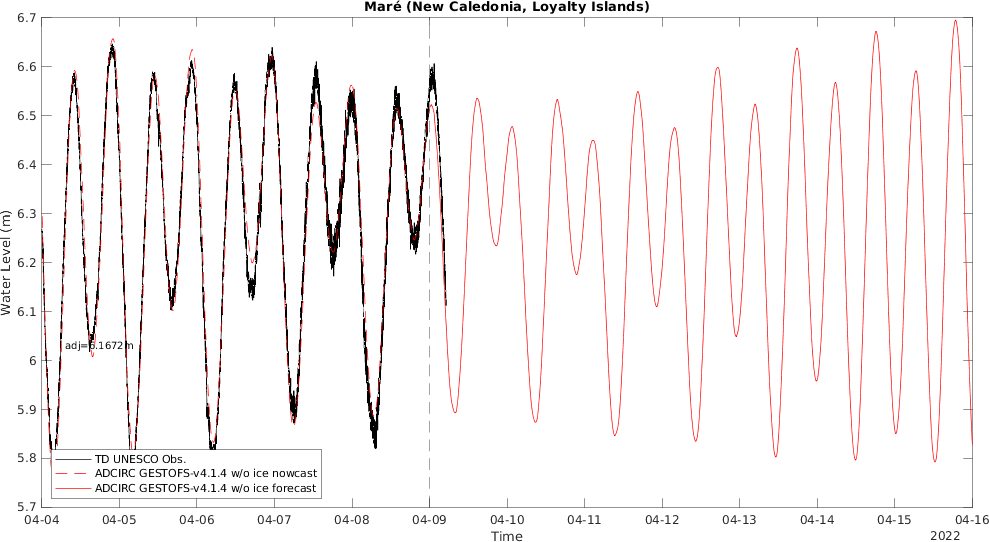 Maré (New Caledonia, Loyalty Islands)
6.7
6.6
6.5
6.4
6.3
6.2
6.1
6
5.9
5.8
5.7
Water Level (m)
adj=6.1672m
TD UNESCO Obs.
ADCIRC GESTOFS-v4.1.4 w/o ice nowcast
ADCIRC GESTOFS-v4.1.4 w/o ice forecast
04-04 04-05 04-06 04-07 04-08 04-09 04-10 04-11 04-12 04-13 04-14 04-15 04-16
Time
2022